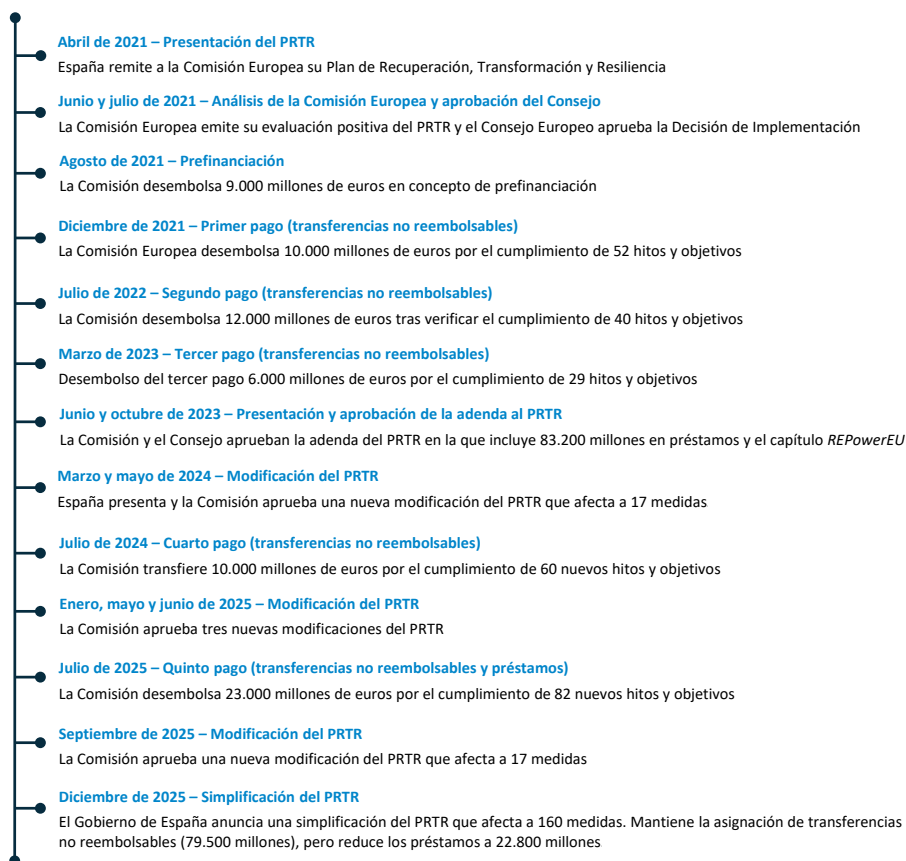 Abril de 2021 – Presentación del PRTR
España remite a la Comisión Europea su Plan de Recuperación, Transformación y Resiliencia
Junio y julio de 2021 – Análisis de la Comisión Europea y aprobación del Consejo
La Comisión Europea emite su evaluación positiva del PRTR y el Consejo Europeo aprueba la Decisión de Implementación
Agosto de 2021 – Prefinanciación
La Comisión desembolsa 9.000 millones de euros en concepto de prefinanciación
Diciembre de 2021 – Primer pago (transferencias no reembolsables)
La Comisión Europea desembolsa 10.000 millones de euros por el cumplimiento de 52 hitos y objetivos
Julio de 2022 – Segundo pago (transferencias no reembolsables)
La Comisión desembolsa 12.000 millones de euros tras verificar el cumplimiento de 40 hitos y objetivos
Marzo de 2023 – Tercer pago (transferencias no reembolsables)
Desembolso del tercer pago 6.000 millones de euros por el cumplimiento de 29 hitos y objetivos
Junio y octubre de 2023 – Presentación y aprobación de la adenda al PRTR
La Comisión y el Consejo aprueban la adenda del PRTR en la que incluye 83.200 millones en préstamos y el capítulo REPowerEU
Marzo y mayo de 2024 – Modificación del PRTR
España presenta y la Comisión aprueba una nueva modificación del PRTR que afecta a 17 medidas
Julio de 2024 – Cuarto pago (transferencias no reembolsables)
La Comisión transfiere 10.000 millones de euros por el cumplimiento de 60 nuevos hitos y objetivos
Enero, mayo y junio de 2025 – Modificación del PRTR
La Comisión aprueba tres nuevas modificaciones del PRTR
Julio de 2025 – Quinto pago (transferencias no reembolsables y préstamos)
La Comisión desembolsa 23.000 millones de euros por el cumplimiento de 82 nuevos hitos y objetivos
Septiembre de 2025 – Modificación del PRTR
La Comisión aprueba una nueva modificación del PRTR que afecta a 17 medidas
Diciembre de 2025 – Simplificación del PRTR
El Gobierno de España anuncia una simplificación del PRTR que afecta a 160 medidas. Mantiene la asignación de transferencias
no reembolsables (79.500 millones), pero reduce los préstamos a 22.800 millones